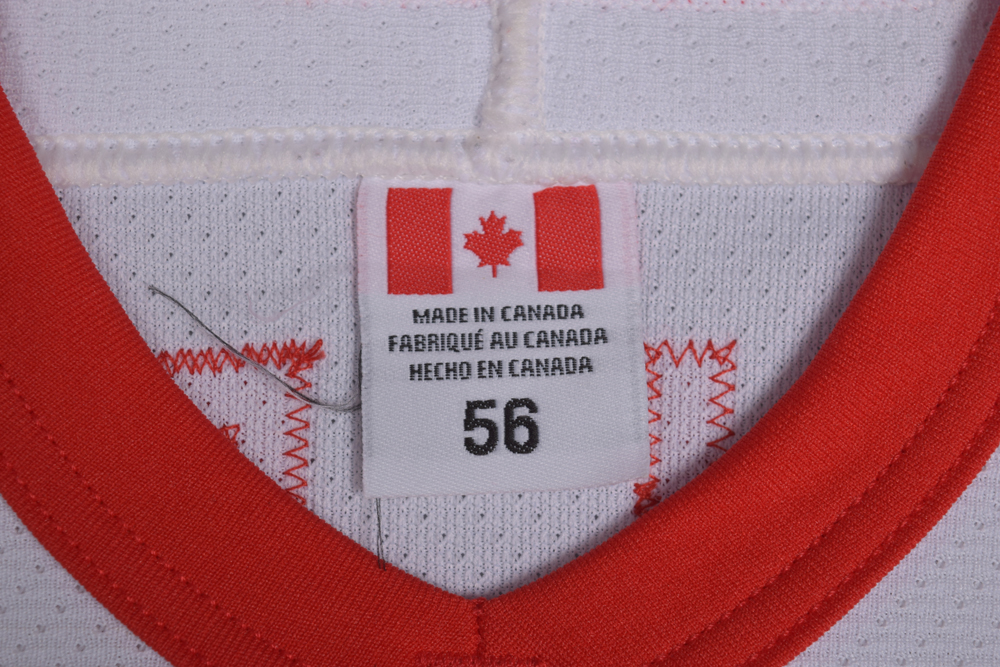 MADE IN CANADA
FABRIQUÉ AU CANADA
HECHO EN CANADA
56